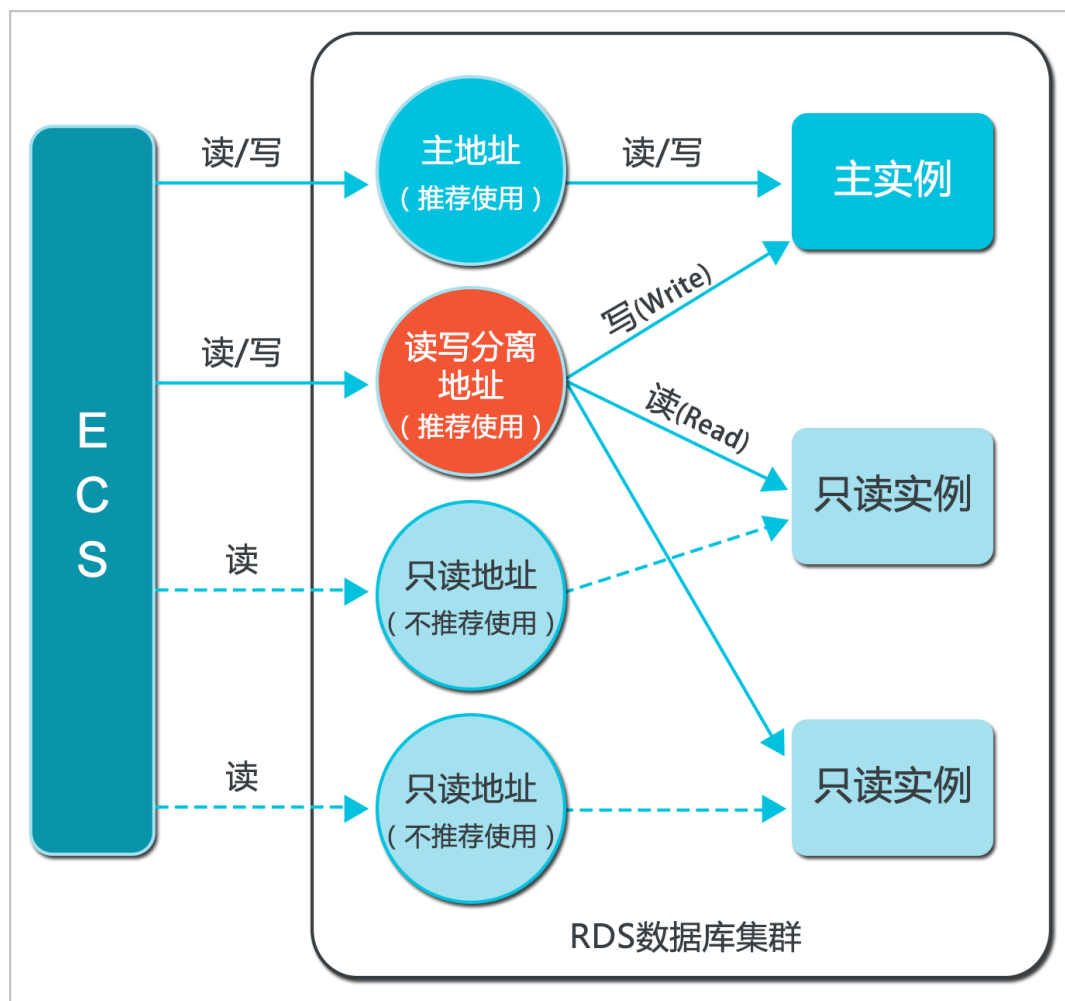 读/写
主地址
（推荐使用）
读/写
主实例
读/写
读写分离
地址
（推荐使用）
写(Write)
读(Read)
E
C
S
只读实例
读
只读地址
（不推荐使用）
读
只读地址
（不推荐使用）
只读实例
RDS数据库集群